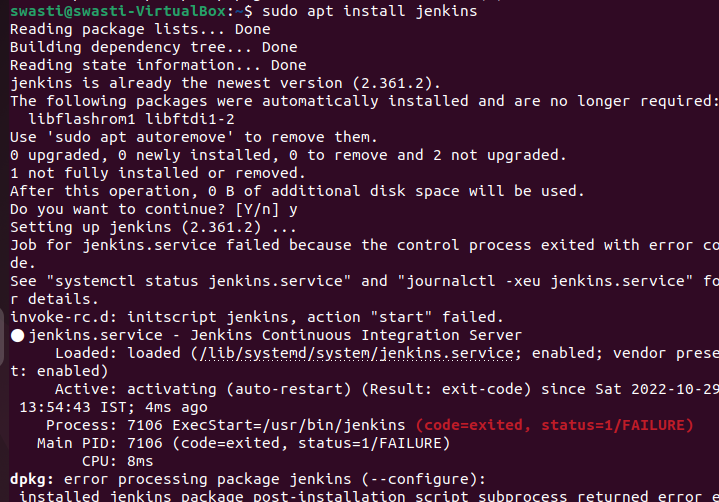 swasti@swasti-VirtualBox:~$ sudo apt install jenkins
Reading package lists... Done
Building dependency tree... Done
Reading state information... Done
jenkins is already the newest version (2.361.2).
The following packages were automatically installed and are no longer required:
  libflashrom1 libftdi1-2
Use 'sudo apt autoremove' to remove them.
0 upgraded, 0 newly installed, 0 to remove and 2 not upgraded.
1 not fully installed or removed.
After this operation, 0 B of additional disk space will be used.
Do you want to continue? [Y/n] y
Setting up jenkins (2.361.2) ...
Job for jenkins.service failed because the control process exited with error co
de.
See "systemctl status jenkins.service" and "journalctl -xeu jenkins.service" fo
r details.
invoke-rc.d: initscript jenkins, action "start" failed.
● jenkins.service - Jenkins Continuous Integration Server
     Loaded: loaded (/lib/systemd/system/jenkins.service; enabled; vendor prese
t: enabled)
     Active: activating (auto-restart) (Result: exit-code) since Sat 2022-10-29
 13:54:43 IST; 4ms ago
    Process: 7106 ExecStart=/usr/bin/jenkins (code=exited, status=1/FAILURE)
   Main PID: 7106 (code=exited, status=1/FAILURE)
        CPU: 8ms
dpkg: error processing package jenkins (--configure):
 installed jenkins package post-installation script subprocess returned error e